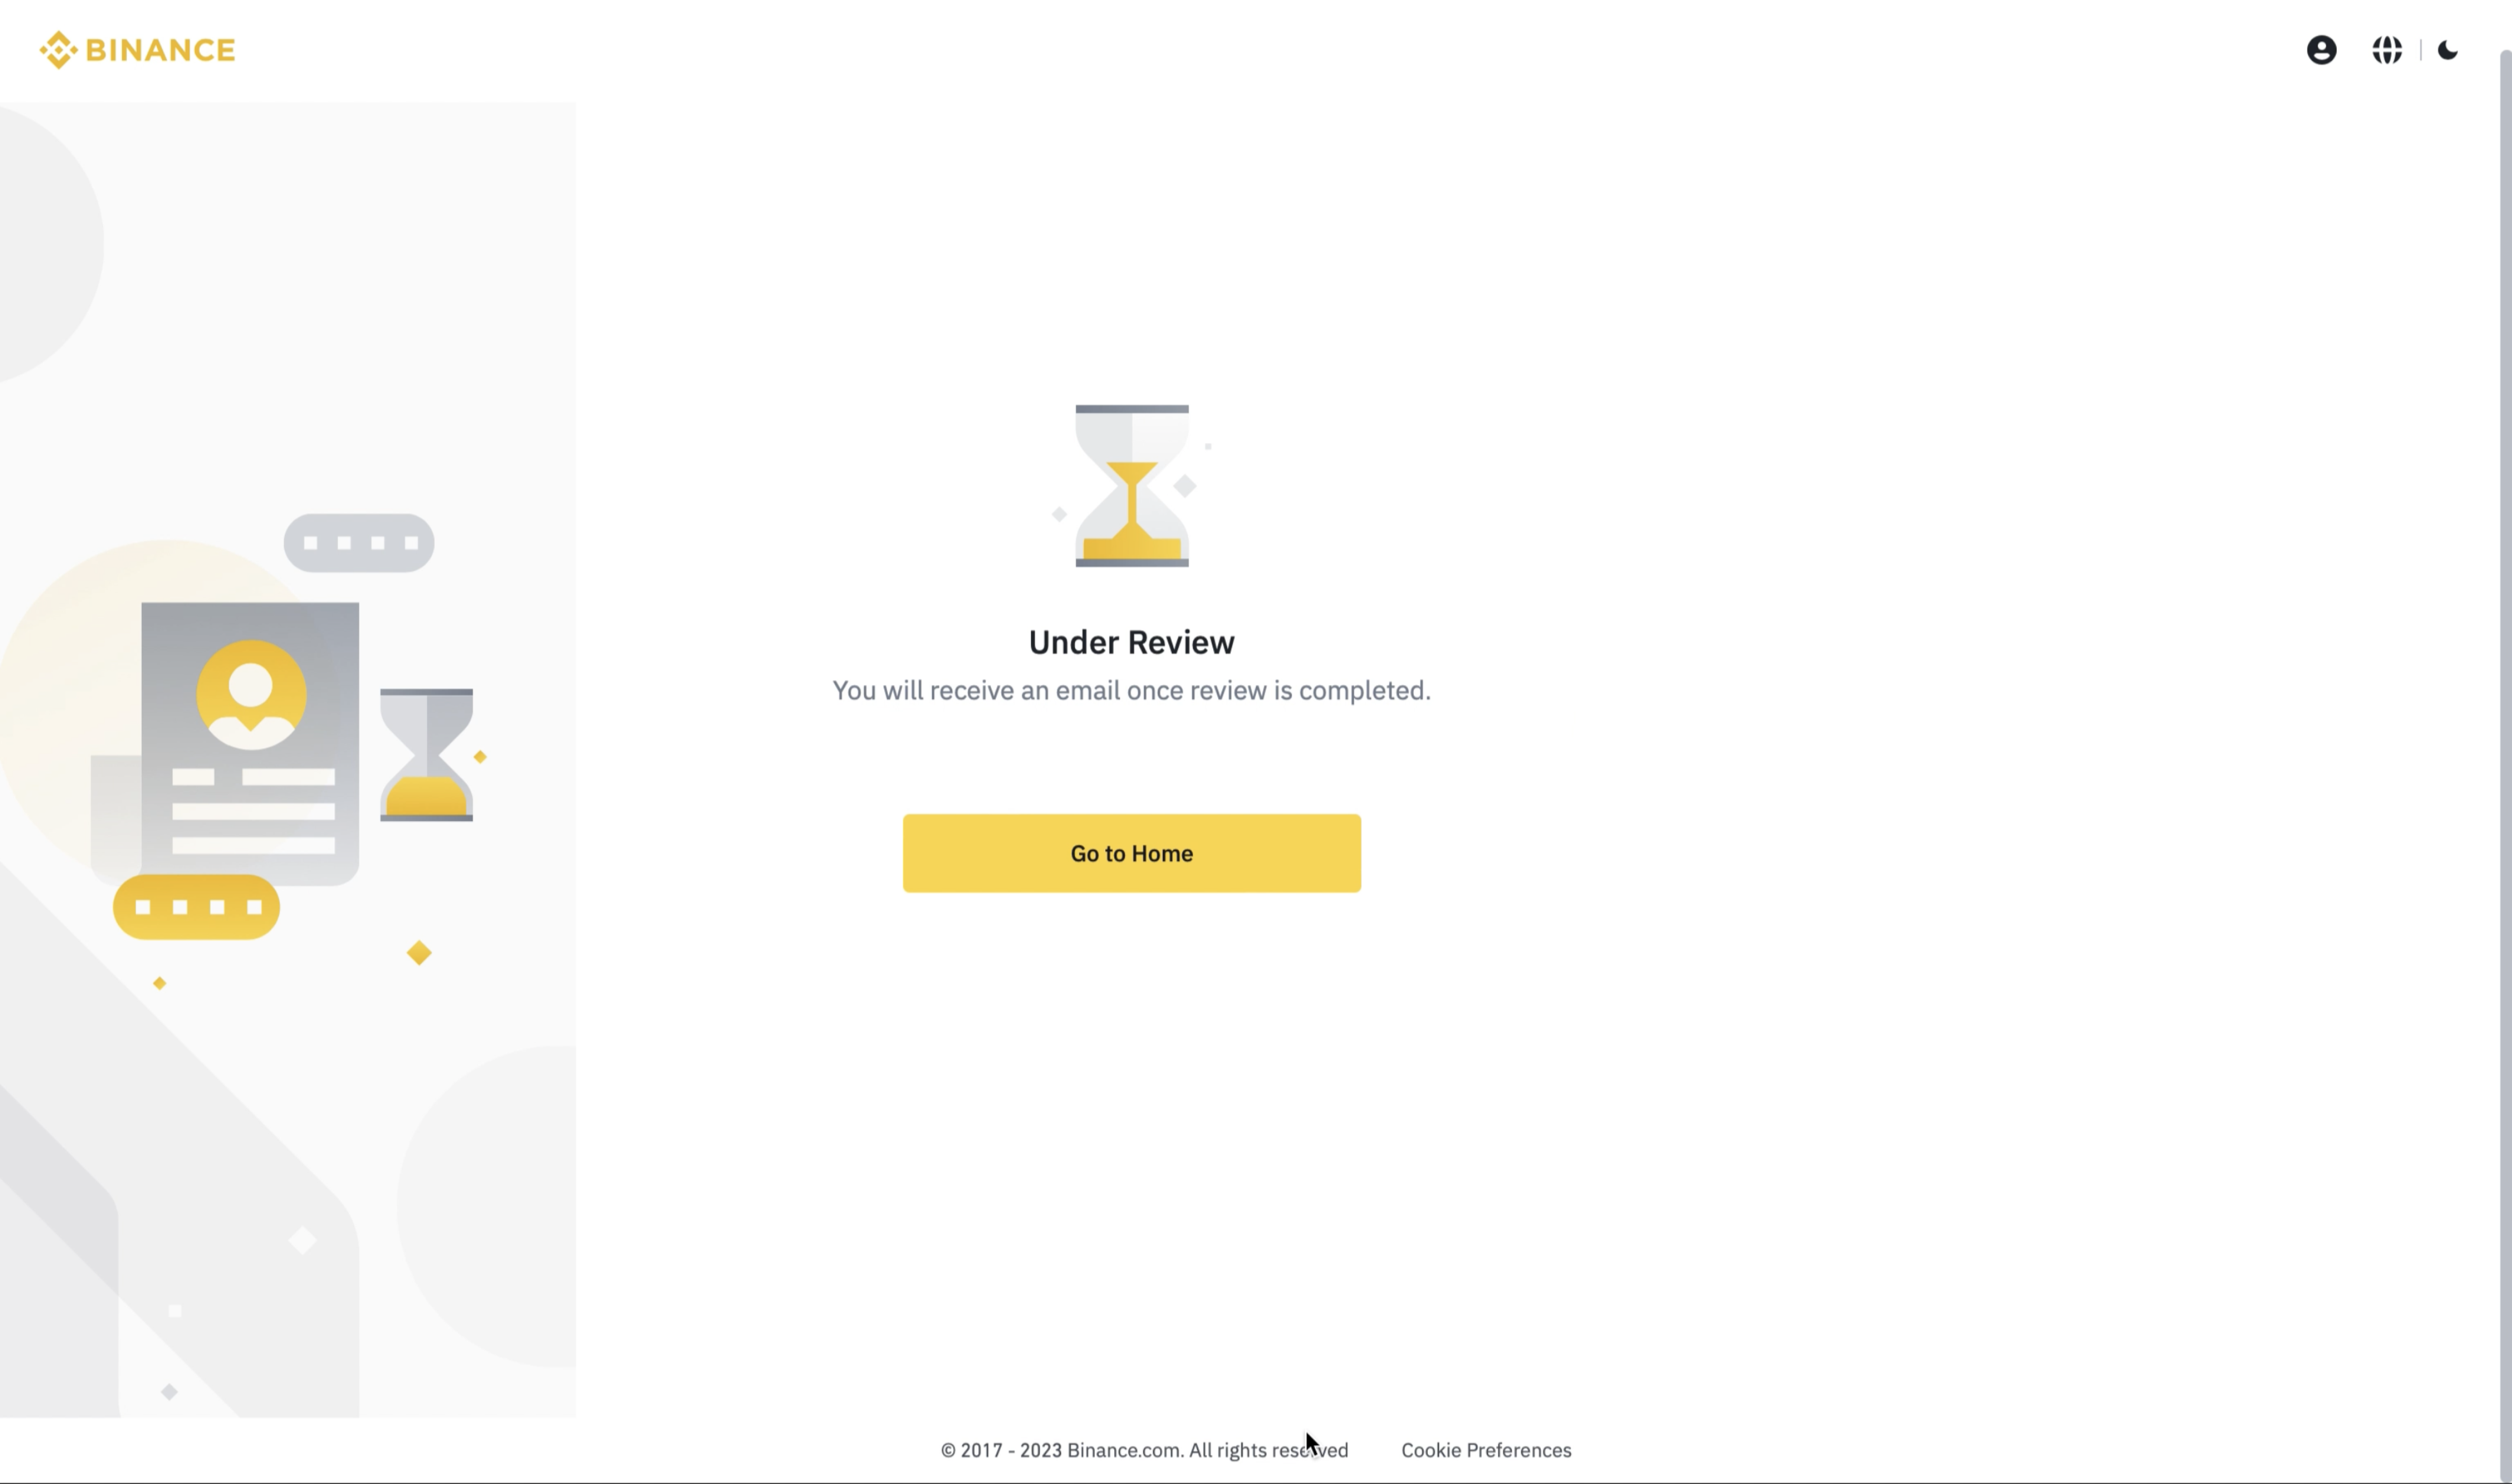 BINANCE
Under Review
You will receive an email once review is completed.
Go to Home
© 2017 - 2023 Binance.com. All rights reserved Cookie Preferences